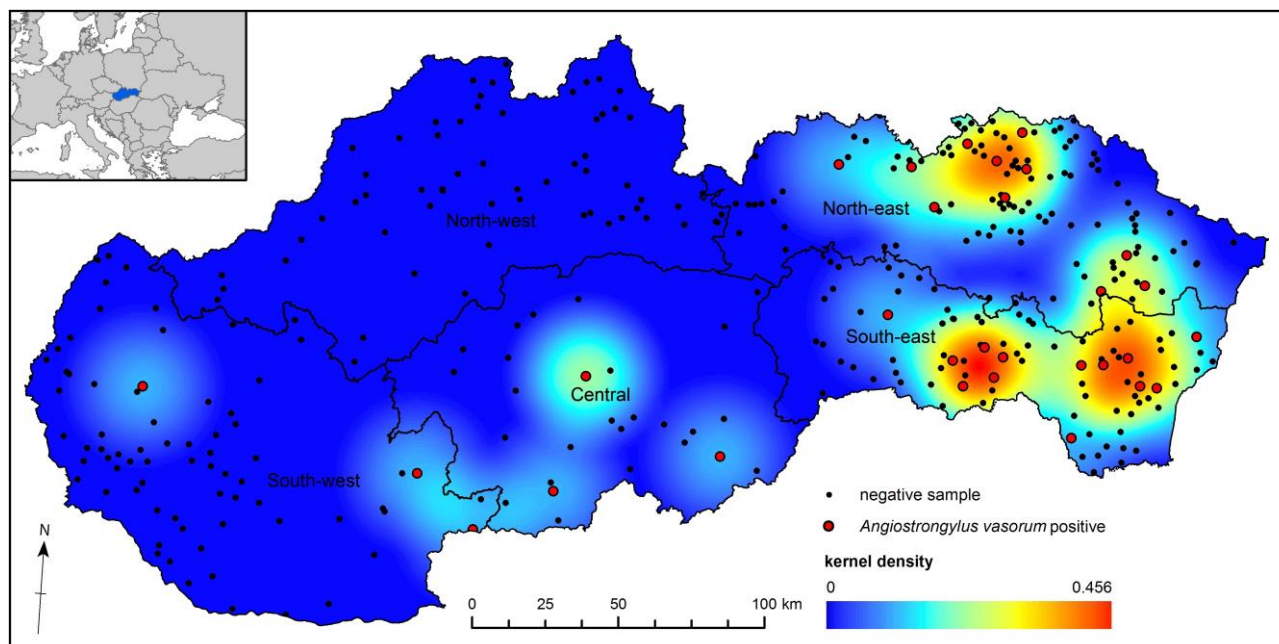 North-east
North-west
South-east
Central
South-west
negative sample
Angiostrongylus vasorum positive
N
kernel density
0 0.456
0 25 50 100 km